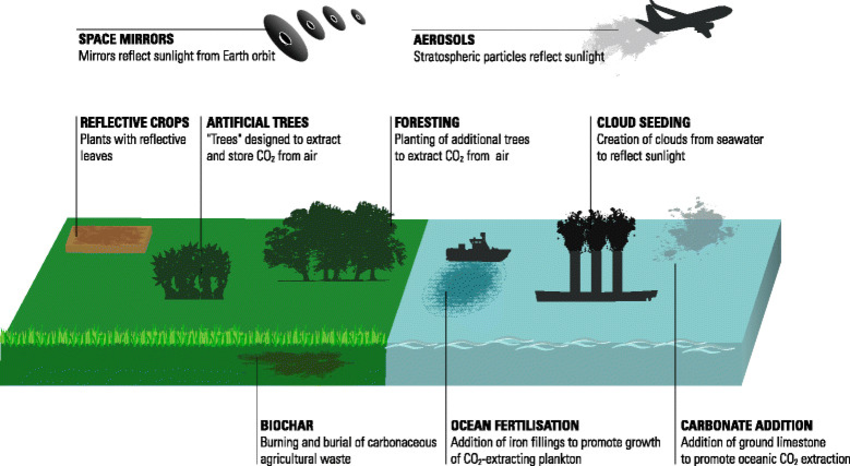 SPACE MIRRORS
Mirrors reflect sunlight from Earth orbit
AEROSOLS
Stratospheric particles reflect sunlight
REFLECTIVE CROPS
Plants with reflective
leaves
ARTIFICIAL TREES
"Trees" designed to extract
and store CO₂ from air
FORESTING
Planting of additional trees
to extract CO₂ from air
CLOUD SEEDING
Creation of clouds from seawater
to reflect sunlight
BIOCHAR
Burning and burial of carbonaceous
agricultural waste
OCEAN FERTILISATION
Addition of iron fillings to promote growth
of CO₂-extracting plankton
CARBONATE ADDITION
Addition of ground limestone
to promote oceanic CO₂ extraction